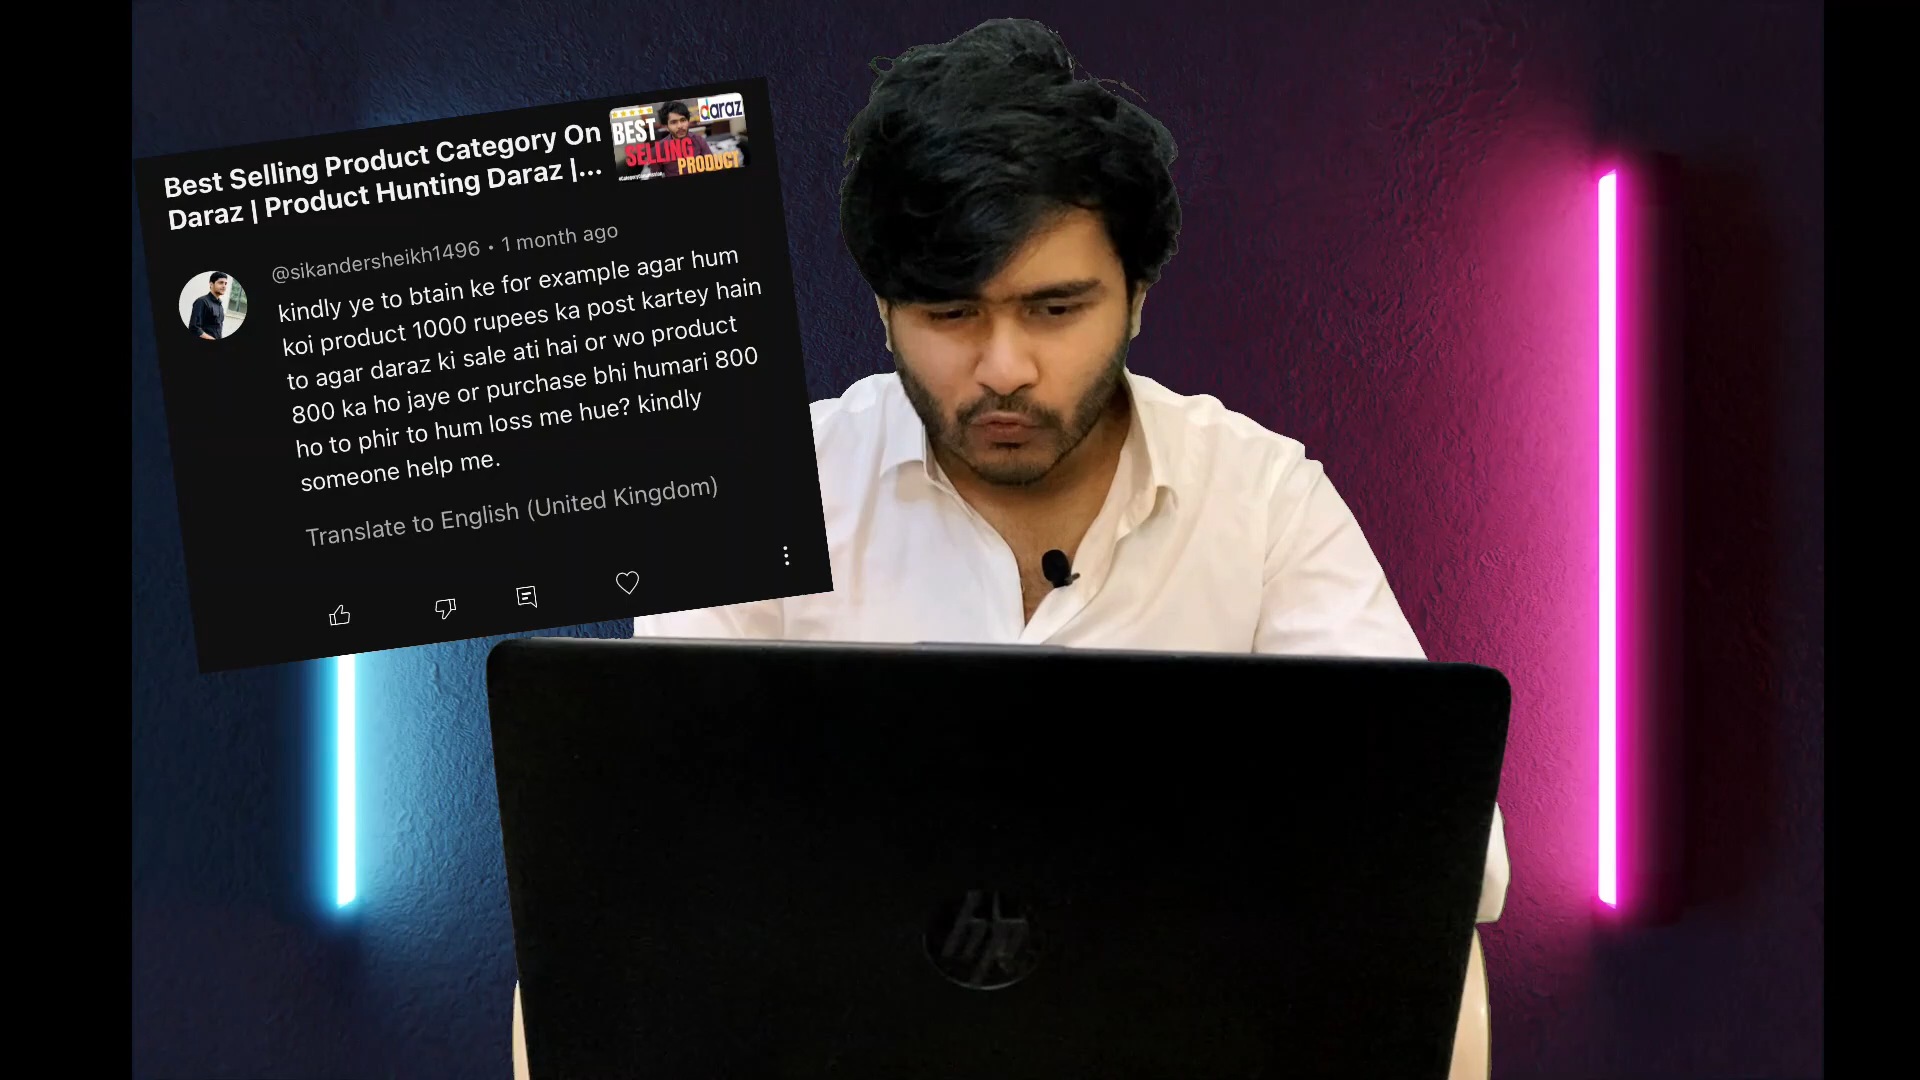 Best Selling Product Category On
Daraz | Product Hunting Daraz |...
daraz
BEST
SELLING
PRODUCT
@sikandersheikh1496 • 1 month ago
kindly ye to btain ke for example agar hum
koi product 1000 rupees ka post kartey hain
to agar daraz ki sale ati hai or wo product
800 ka ho jaye or purchase bhi humari 800
ho to phir to hum loss me hue? kindly
someone help me.
Translate to English (United Kingdom)
hp